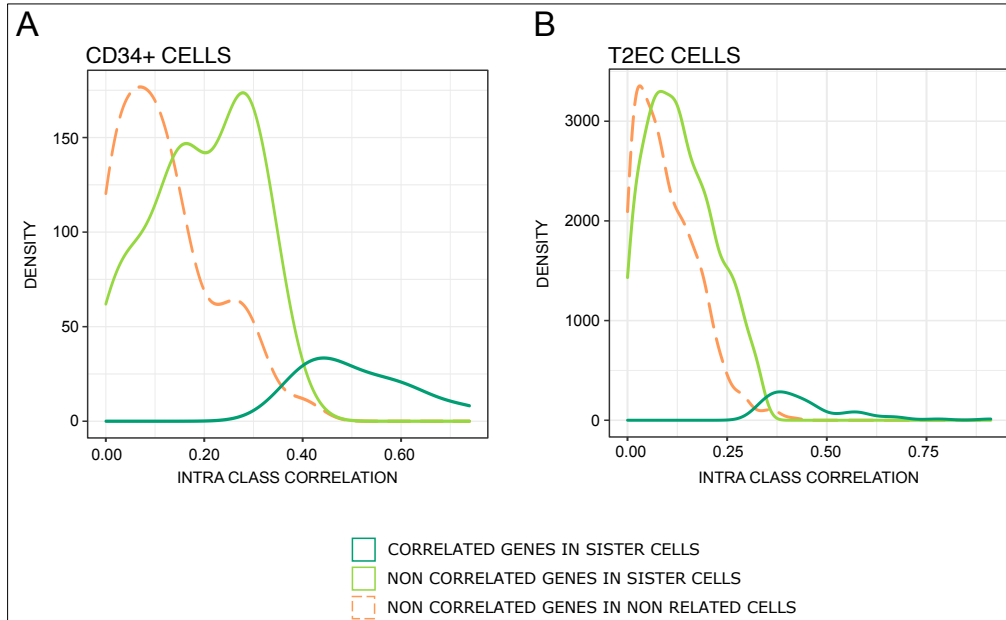 A
CD34+ CELLS
DENSITY
150
100
50
0
0.00 0.20 0.40 0.60
INTRA CLASS CORRELATION
B
T2EC CELLS
DENSITY
3000
2000
1000
0
0.00 0.25 0.50 0.75
INTRA CLASS CORRELATION
CORRELATED GENES IN SISTER CELLS
NON CORRELATED GENES IN SISTER CELLS
NON CORRELATED GENES IN NON RELATED CELLS